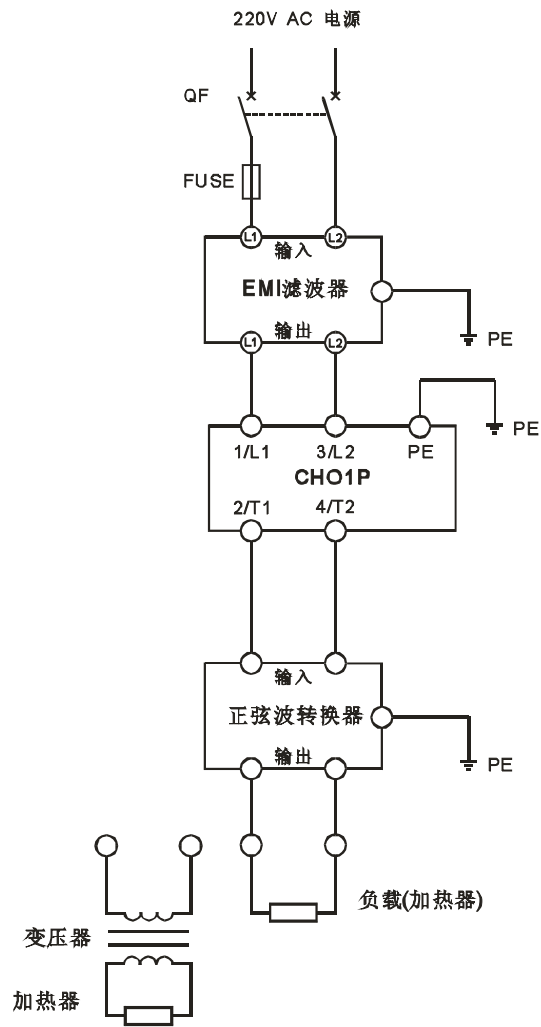 220V AC 电源
QF
FUSE
L1 L2
输入
EMI滤波器
PE
输出
L1 L2
PE
1/L1 3/L2 PE
CHO1P
2/T1 4/T2
输入
正弦波转换器
输出
PE
负载(加热器)
变压器
加热器